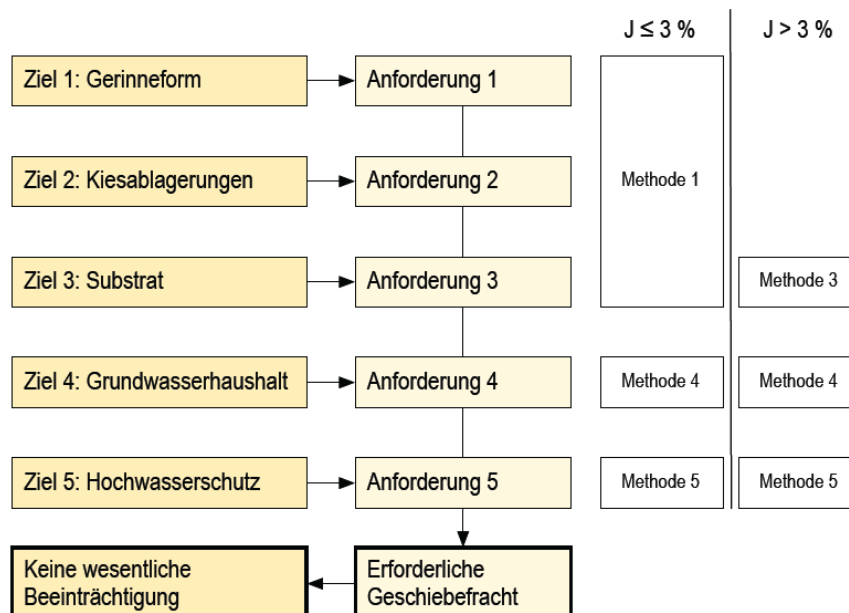 J ≤ 3 %
J > 3 %
Ziel 1: Gerinneform
Anforderung 1
Methode 1
Ziel 2: Kiesablagerungen
Anforderung 2
Ziel 3: Substrat
Anforderung 3
Methode 3
Ziel 4: Grundwasserhaushalt
Anforderung 4
Methode 4
Methode 4
Ziel 5: Hochwasserschutz
Anforderung 5
Methode 5
Methode 5
Keine wesentliche
Beeinträchtigung
Erforderliche
Geschiebefracht